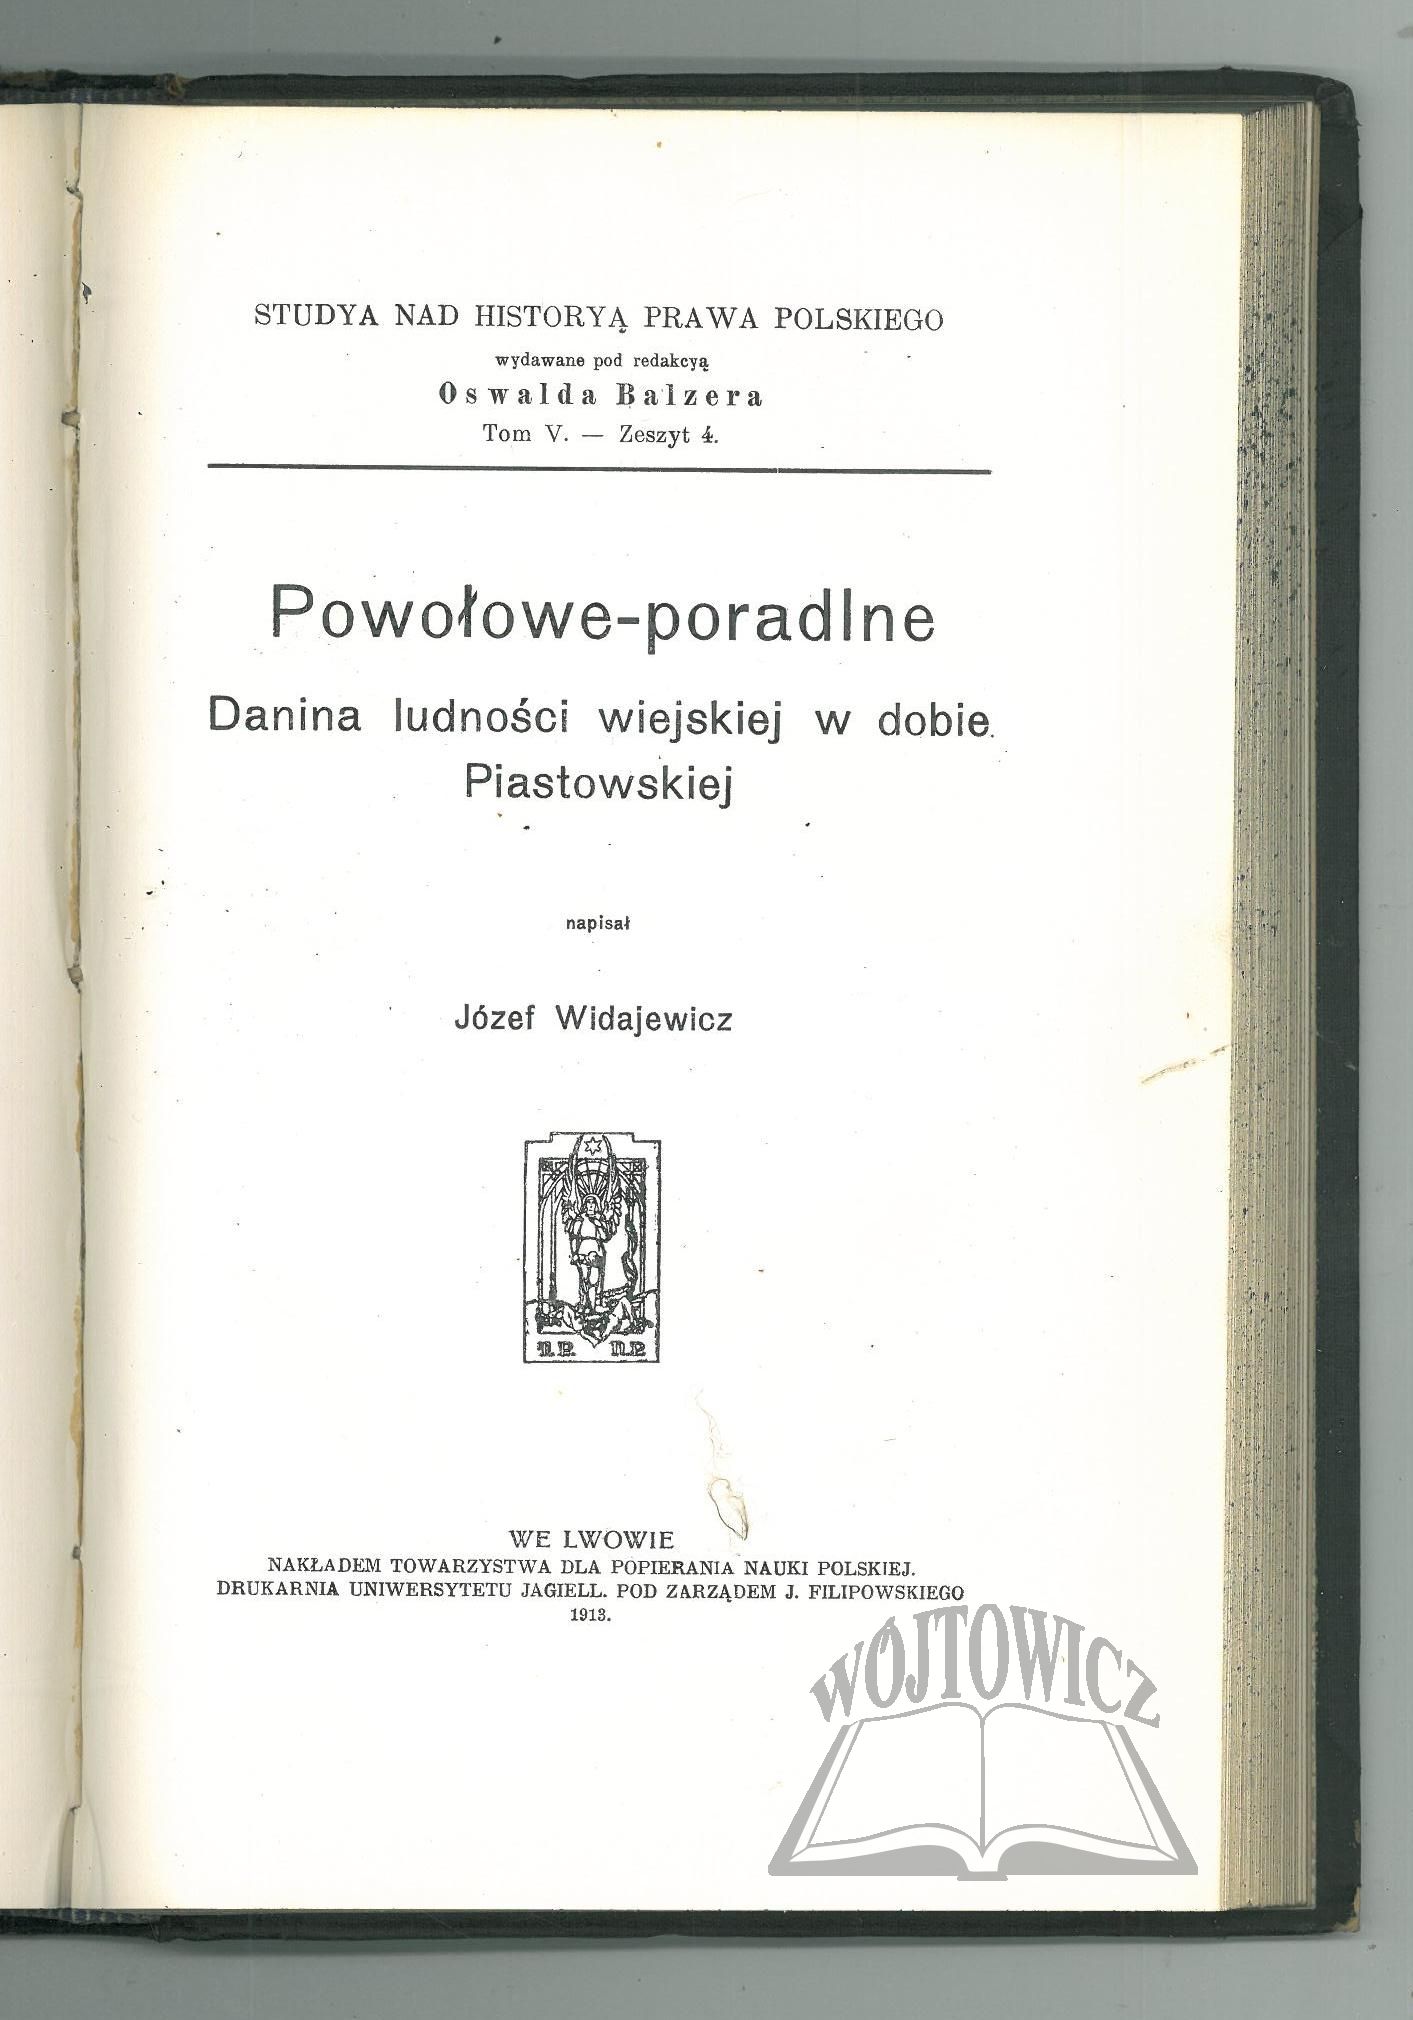 STUDYA NAD HISTORYĄ PRAWA POLSKIEGO
wydawane pod redakcyą
Oswalda Balzera
Tom V. — Zeszyt 4.
Powołowe-poradlne
Danina ludności wiejskiej w dobie
Piastowskiej
napisał
Józef Widajewicz
WE LWOWIE
NAKŁADEM TOWARZYSTWA DLA POPIERANIA NAUKI POLSKIEJ.
DRUKARNIA UNIWERSYTETU JAGIELL. POD ZARZĄDEM J. FILIPOWSKIEGO
1913.
WÓJTOWICZ